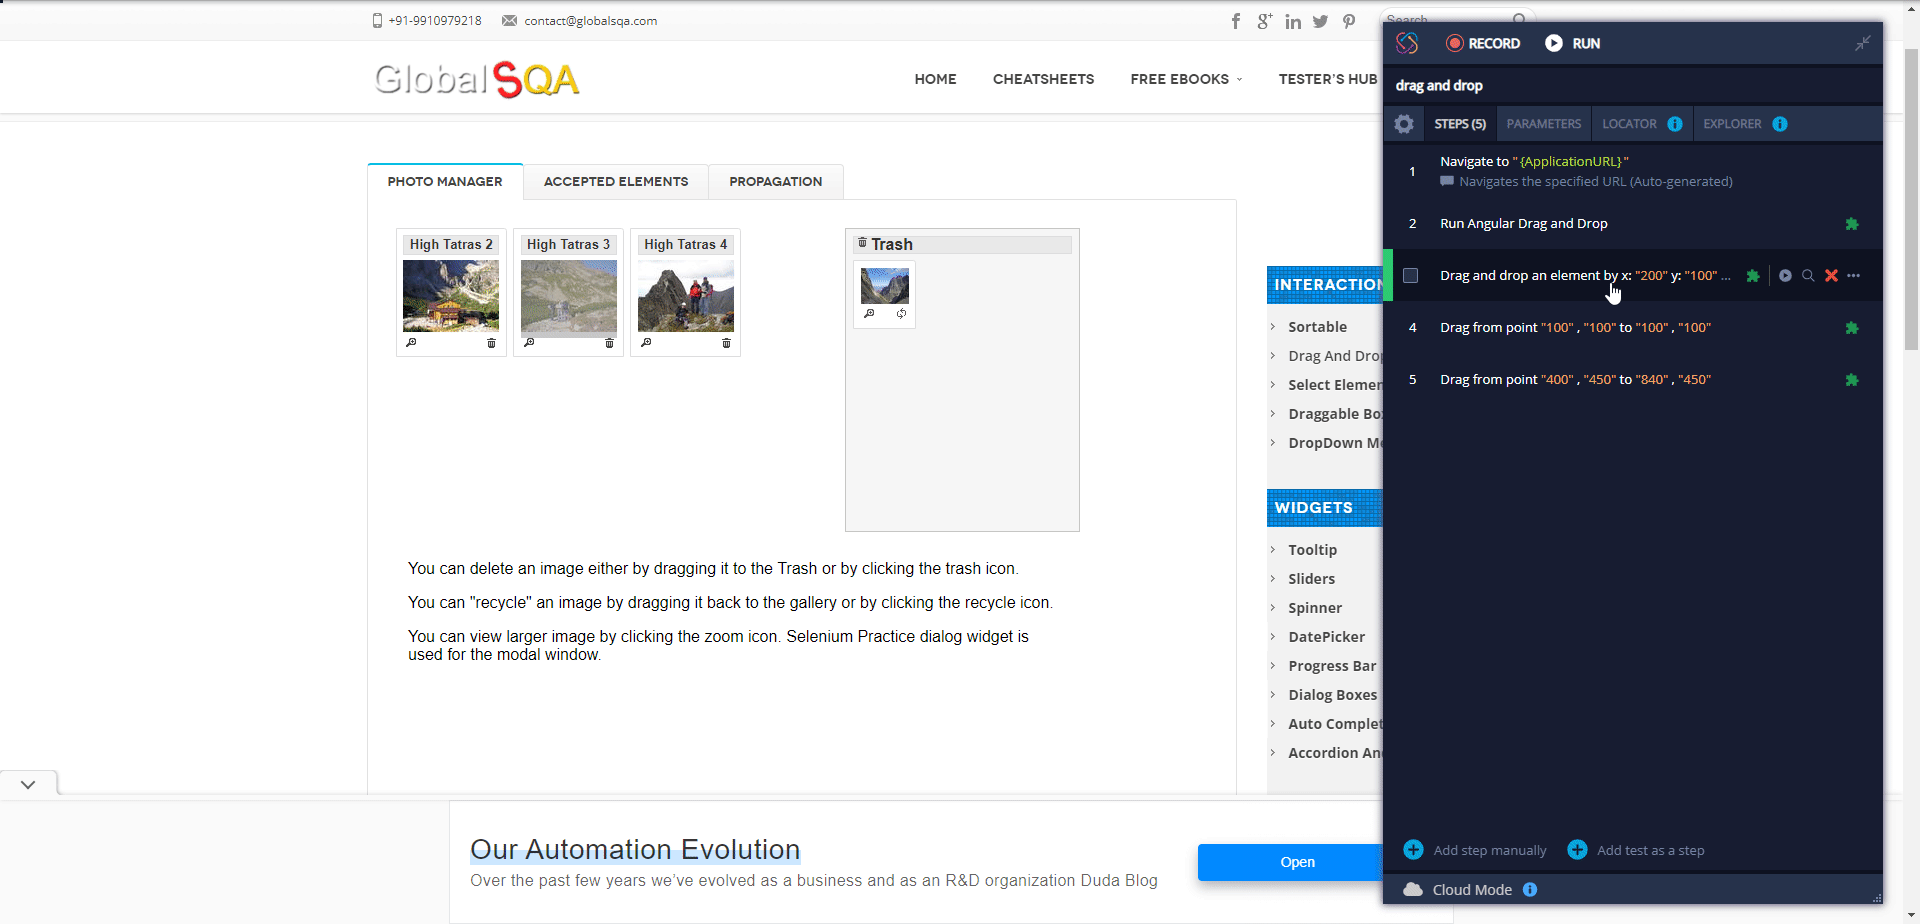 +91-9910979218 contact@globalsqa.com
Search
GlobalSQA
HOME CHEATSHEETS FREE EBOOKS TESTER'S HUB
PHOTO MANAGER ACCEPTED ELEMENTS PROPAGATION
High Tatras 2 High Tatras 3 High Tatras 4
Trash
You can delete an image either by dragging it to the Trash or by clicking the trash icon.
You can "recycle" an image by dragging it back to the gallery or by clicking the recycle icon.
You can view larger image by clicking the zoom icon. Selenium Practice dialog widget is
used for the modal window.
INTERACTION
Sortable
Drag And Drop
Select Elemen
Draggable Box
DropDown Me
WIDGETS
Tooltip
Sliders
Spinner
DatePicker
Progress Bar
Dialog Boxes
Auto Complet
Accordion An
Our Automation Evolution
Over the past few years we've evolved as a business and as an R&D organization Duda Blog
Open
RECORD RUN
drag and drop
STEPS (5) PARAMETERS LOCATOR EXPLORER
1 Navigate to "{ApplicationURL}"
Navigates the specified URL (Auto-generated)
2 Run Angular Drag and Drop
Drag and drop an element by x: "200" y: "100" ...
4 Drag from point "100" , "100" to "100" , "100"
5 Drag from point "400" , "450" to "840" , "450"
Add step manually Add test as a step
Cloud Mode